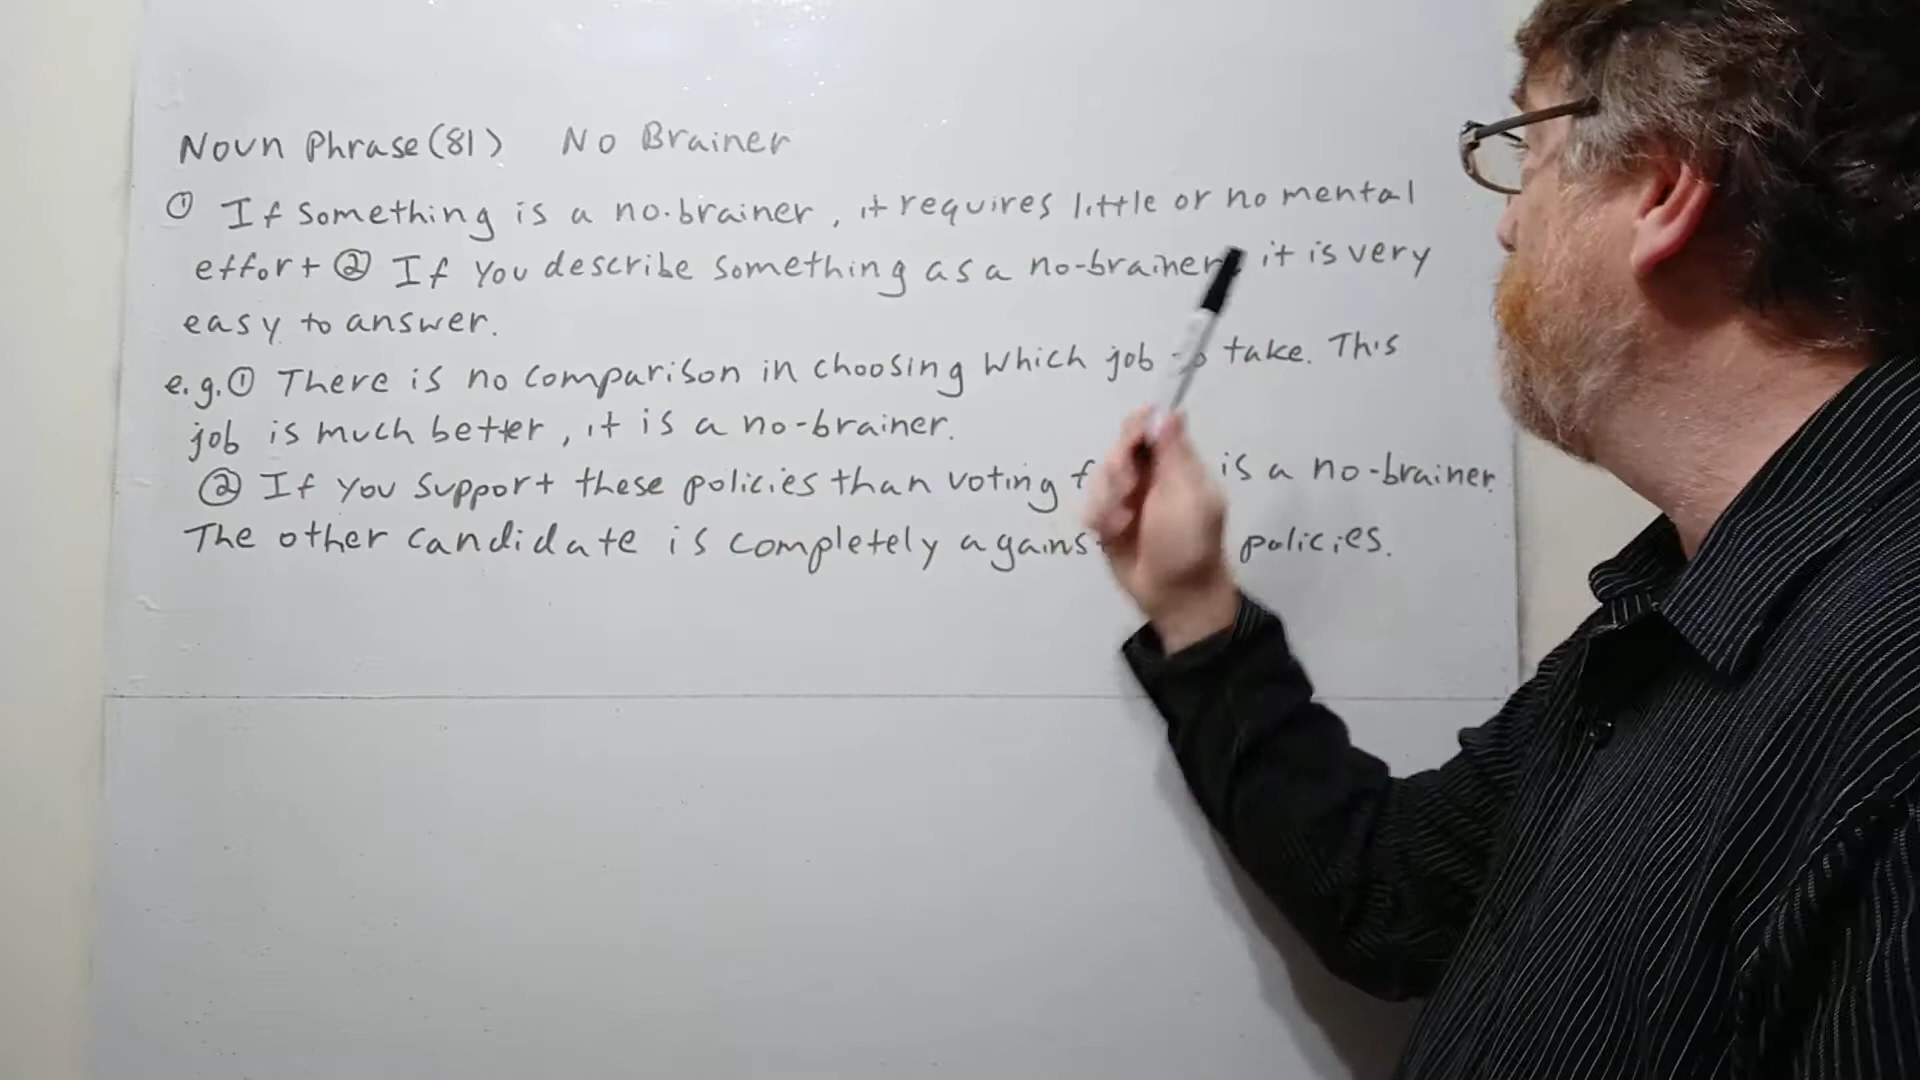 Noun Phrase (81) No Brainer
① If something is a no-brainer, it requires little or no mental
effort ② If you describe something as a no-brainer, it is very
easy to answer.
e.g. ① There is no comparison in choosing which job to take. This
job is much better, it is a no-brainer.
② If you support these policies than voting is a no-brainer.
The other candidate is completely against policies.